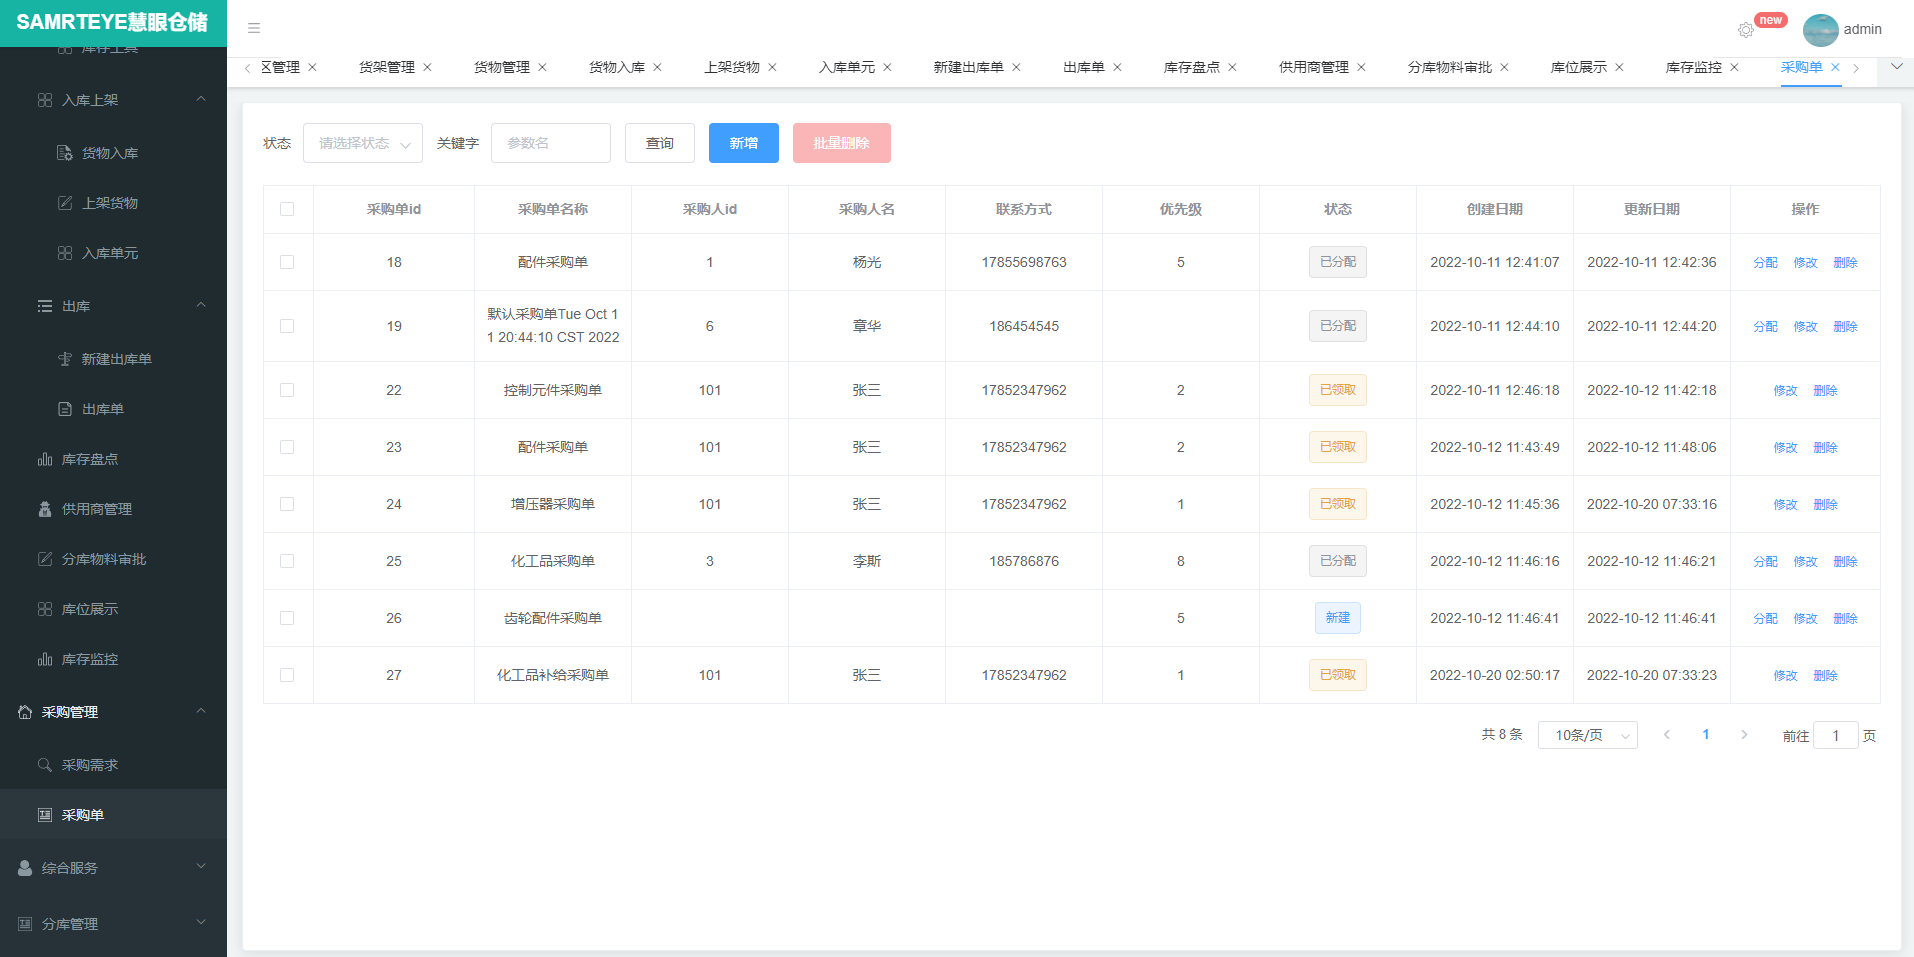 SAMRTEYE慧眼仓储
库存工具
入库上架
货物入库
上架货物
入库单元
出库
新建出库单
出库单
库存盘点
供用商管理
分库物料审批
库位展示
库存监控
采购管理
采购需求
采购单
综合服务
分库管理
new admin
区管理 货架管理 货物管理 货物入库 上架货物 入库单元 新建出库单 出库单 库存盘点 供用商管理 分库物料审批 库位展示 库存监控 采购单
状态 请选择状态 关键字 参数名 查询 新增 批量删除
采购单id 采购单名称 采购人id 采购人名 联系方式 优先级 状态 创建日期 更新日期 操作
18 配件采购单 1 杨光 17855698763 5 已分配 2022-10-11 12:41:07 2022-10-11 12:42:36 分配 修改 删除
默认采购单Tue Oct 1
19 6 章华 186454545 已分配 2022-10-11 12:44:10 2022-10-11 12:44:20 分配 修改 删除
1 20:44:10 CST 2022
22 控制元件采购单 101 张三 17852347962 2 已领取 2022-10-11 12:46:18 2022-10-12 11:42:18 修改 删除
23 配件采购单 101 张三 17852347962 2 已领取 2022-10-12 11:43:49 2022-10-12 11:48:06 修改 删除
24 增压器采购单 101 张三 17852347962 1 已领取 2022-10-12 11:45:36 2022-10-20 07:33:16 修改 删除
25 化工品采购单 3 李斯 185786876 8 已分配 2022-10-12 11:46:16 2022-10-12 11:46:21 分配 修改 删除
26 齿轮配件采购单 5 新建 2022-10-12 11:46:41 2022-10-12 11:46:41 分配 修改 删除
27 化工品补给采购单 101 张三 17852347962 1 已领取 2022-10-20 02:50:17 2022-10-20 07:33:23 修改 删除
共 8 条 10条/页 1 前往 1 页